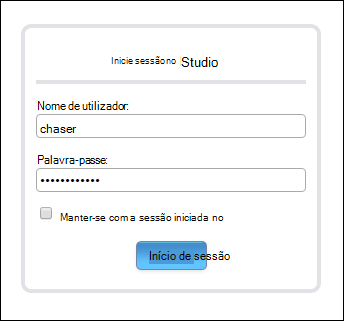 Inicie sessão no Studio
Nome de utilizador:
chaser
Palavra-passe:
••••••••••••
Manter-se com a sessão iniciada no
Início de sessão